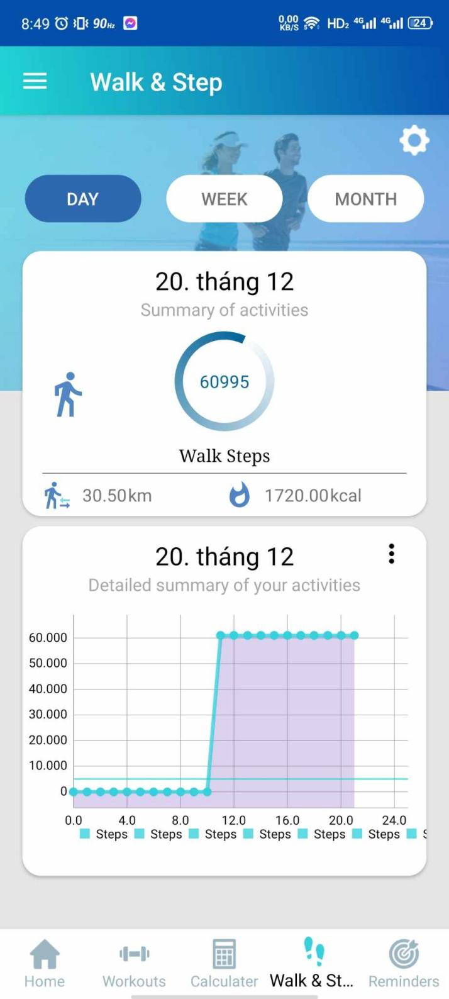 8:49 90Hz 0,00 KB/S 5 HD2 4G 4G 24
Walk & Step
DAY WEEK MONTH
20. tháng 12
Summary of activities
60995
Walk Steps
30.50km 1720.00kcal
20. tháng 12
Detailed summary of your activities
60.000
50.000
40.000
30.000
20.000
10.000
0
0.0 4.0 8.0 12.0 16.0 20.0 24.0
Steps Steps Steps Steps Steps Steps S
Home Workouts Calculater Walk & St... Reminders